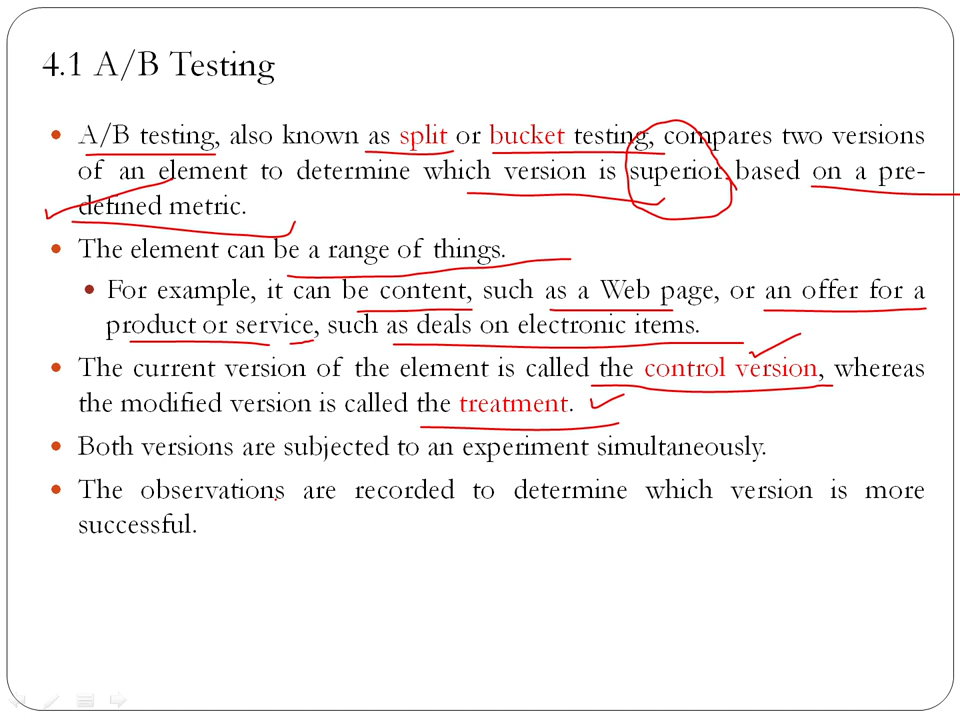 4.1 A/B Testing
• A/B testing, also known as split or bucket testing, compares two versions
of an element to determine which version is superior based on a pre-
defined metric.
• The element can be a range of things.
• For example, it can be content, such as a Web page, or an offer for a
product or service, such as deals on electronic items.
• The current version of the element is called the control version, whereas
the modified version is called the treatment.
• Both versions are subjected to an experiment simultaneously.
• The observations are recorded to determine which version is more
successful.